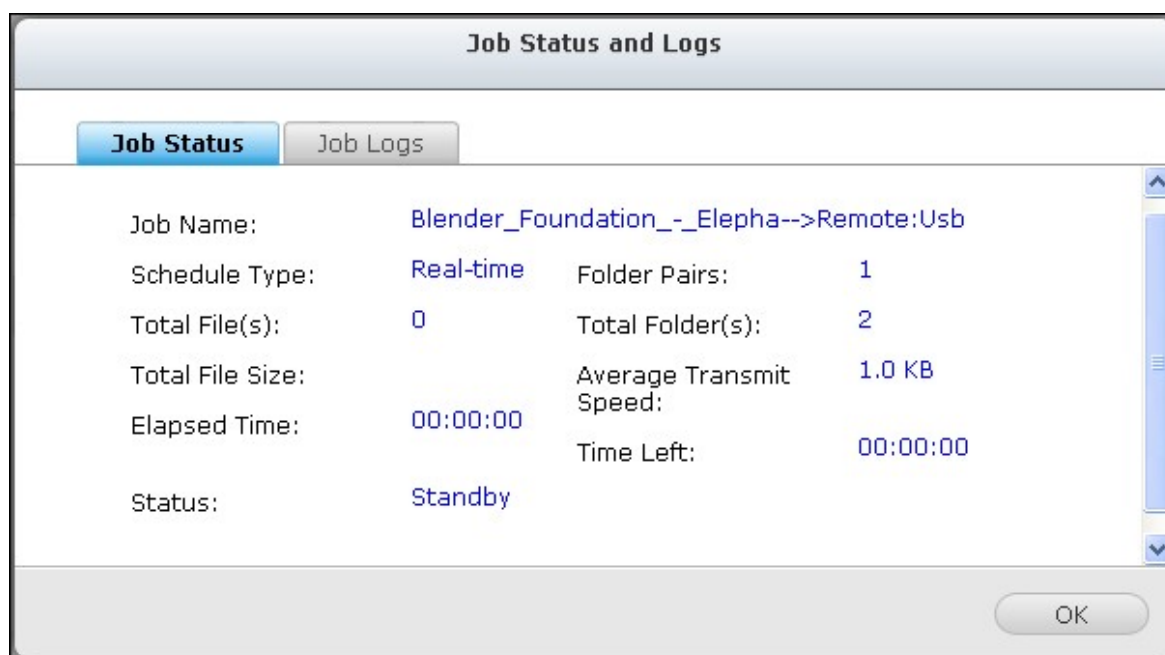 Job Status and Logs
Job Status Job Logs
Job Name: Blender_Foundation_-_Elepha-->Remote:Usb
Schedule Type: Real-time Folder Pairs: 1
Total File(s): 0 Total Folder(s): 2
Total File Size: Average Transmit Speed: 1.0 KB
Elapsed Time: 00:00:00
Time Left: 00:00:00
Status: Standby
OK